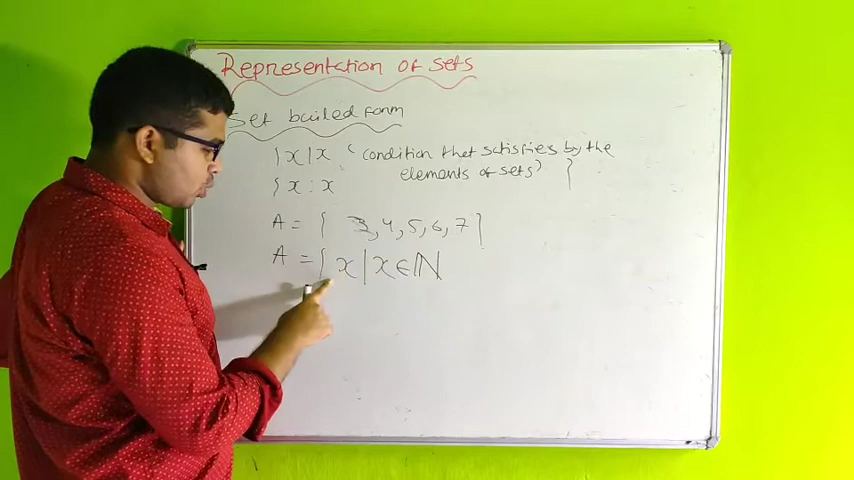 Representation of sets
Set builed form
{x|x (condition that satisfies by the
{x : x elements of sets) }
A = { 3, 4, 5, 6, 7}
A = { x | x ∈ ℕ